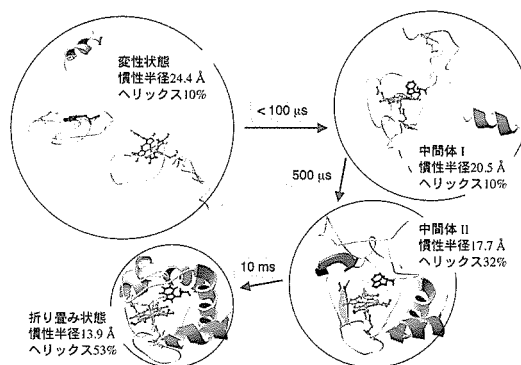 変性状態
慣性半径24.4 Å
ヘリックス10%
< 100 μs
中間体 I
慣性半径20.5 Å
ヘリックス10%
500 μs
中間体 II
慣性半径17.7 Å
ヘリックス32%
10 ms
折り畳み状態
慣性半径13.9 Å
ヘリックス53%